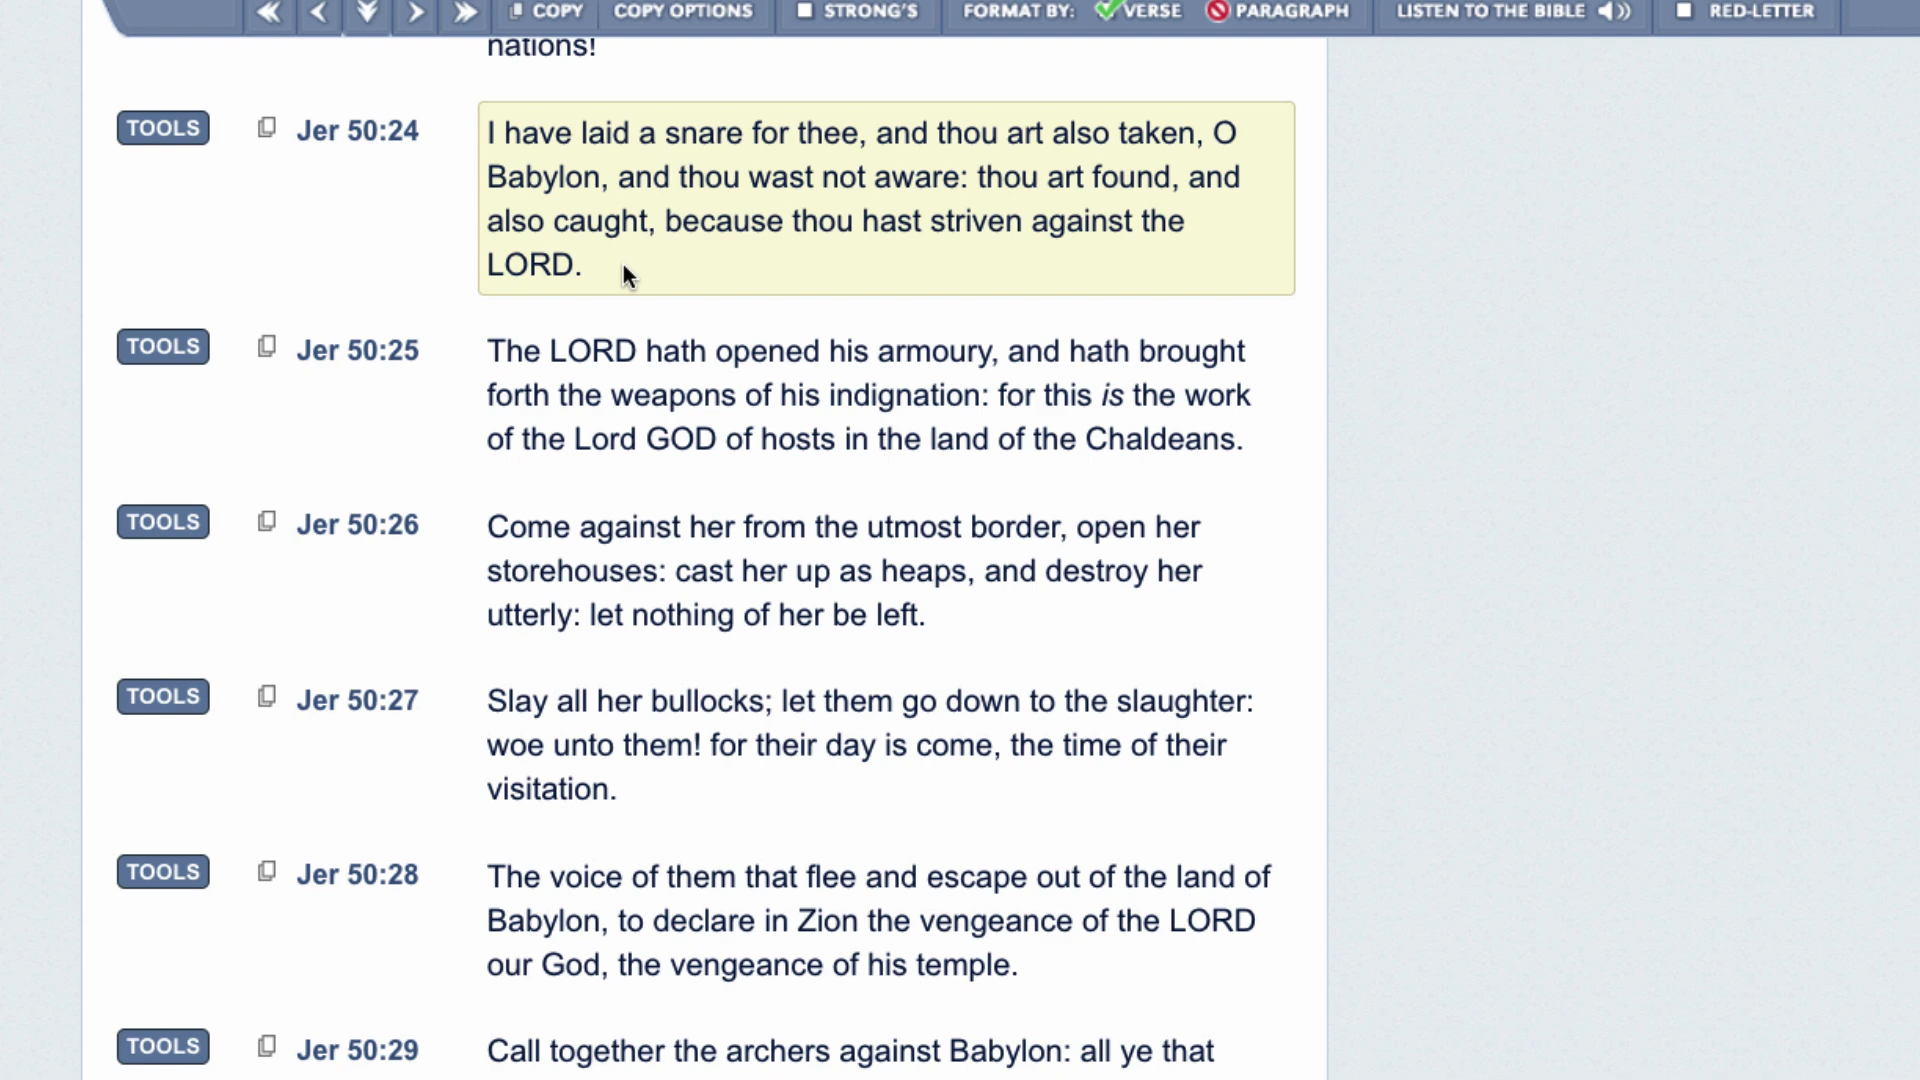 COPY COPY OPTIONS STRONG'S FORMAT BY: VERSE PARAGRAPH LISTEN TO THE BIBLE RED-LETTER
nations!
TOOLS Jer 50:24 I have laid a snare for thee, and thou art also taken, O
Babylon, and thou wast not aware: thou art found, and
also caught, because thou hast striven against the
LORD.
TOOLS Jer 50:25 The LORD hath opened his armoury, and hath brought
forth the weapons of his indignation: for this is the work
of the Lord GOD of hosts in the land of the Chaldeans.
TOOLS Jer 50:26 Come against her from the utmost border, open her
storehouses: cast her up as heaps, and destroy her
utterly: let nothing of her be left.
TOOLS Jer 50:27 Slay all her bullocks; let them go down to the slaughter:
woe unto them! for their day is come, the time of their
visitation.
TOOLS Jer 50:28 The voice of them that flee and escape out of the land of
Babylon, to declare in Zion the vengeance of the LORD
our God, the vengeance of his temple.
TOOLS Jer 50:29 Call together the archers against Babylon: all ye that